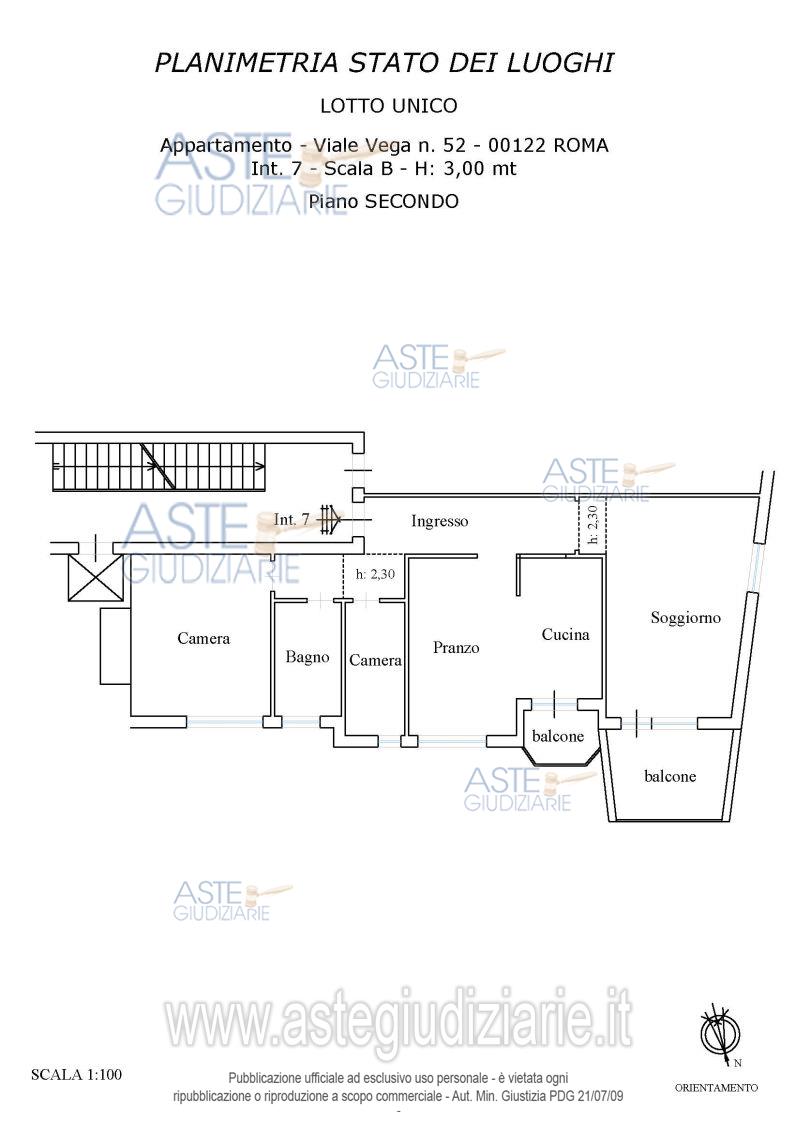 PLANIMETRIA STATO DEI LUOGHI
LOTTO UNICO
Appartamento - Viale Vega n. 52 - 00122 ROMA
Int. 7 - Scala B - H: 3,00 mt
Piano SECONDO
ASTE
GIUDIZIARIE
ASTE
GIUDIZIARIE
ASTE
GIUDIZIARIE
ASTE
GIUDIZIARIE
Int. 7
Ingresso
h: 2,30
h: 2,30
Camera
Bagno
Camera
Pranzo
Cucina
Soggiorno
balcone
balcone
ASTE
GIUDIZIARIE
ASTE
GIUDIZIARIE
www.astegiudiziarie.it
N
SCALA 1:100
ORIENTAMENTO
Pubblicazione ufficiale ad esclusivo uso personale - è vietata ogni
ripubblicazione o riproduzione a scopo commerciale - Aut. Min. Giustizia PDG 21/07/09
-